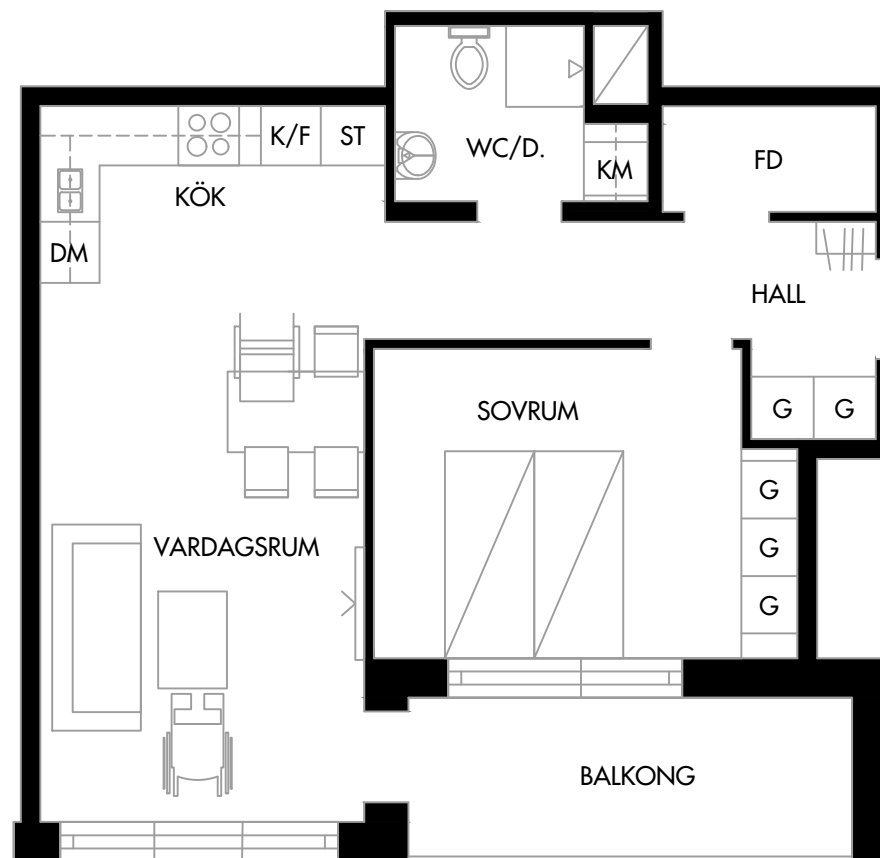 K/F
ST
WC/D.
KM
FD
KÖK
DM
HALL
G
G
SOVRUM
G
G
G
VARDAGSRUM
BALKONG